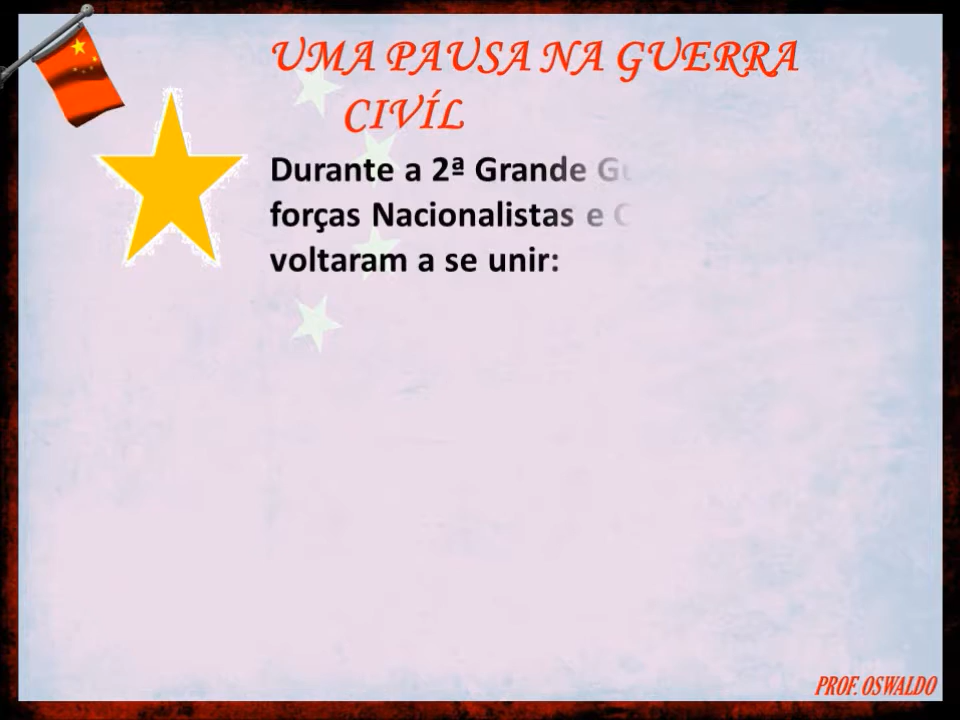 UMA PAUSA NA GUERRA
CIVÍL
Durante a 2ª Grande
forças Nacionalistas e
voltaram a se unir:
PROF. OSWALDO